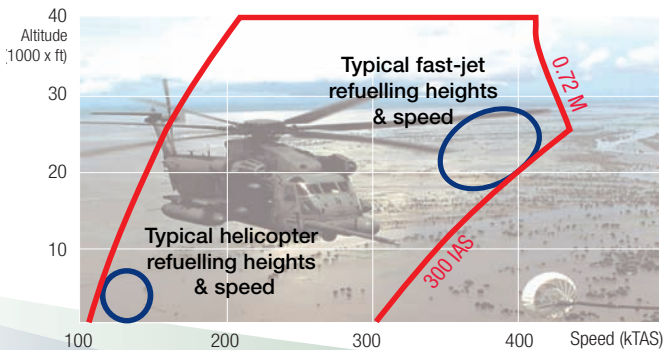 40
Altitude
(1000 x ft)
30
20
10
Typical fast-jet
refuelling heights
& speed
0.72 M
Typical helicopter
refuelling heights
& speed
300 IAS
100
200
300
400
Speed (kTAS)